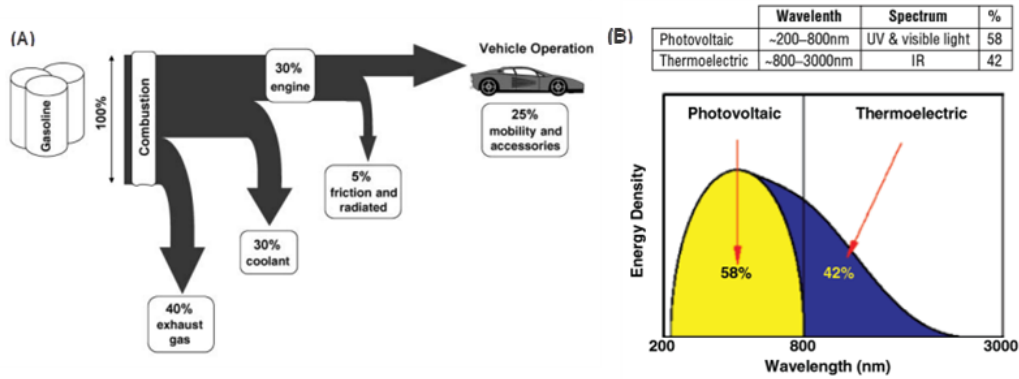 (A)
Gasoline
100%
Combustion
30%
engine
Vehicle Operation
25%
mobility and
accessories
5%
friction and
radiated
30%
coolant
40%
exhaust
gas
(B)
Wavelenth Spectrum %
Photovoltaic ~200–800nm UV & visible light 58
Thermoelectric ~800–3000nm IR 42
Photovoltaic Thermoelectric
Energy Density
58% 42%
200 800 3000
Wavelength (nm)